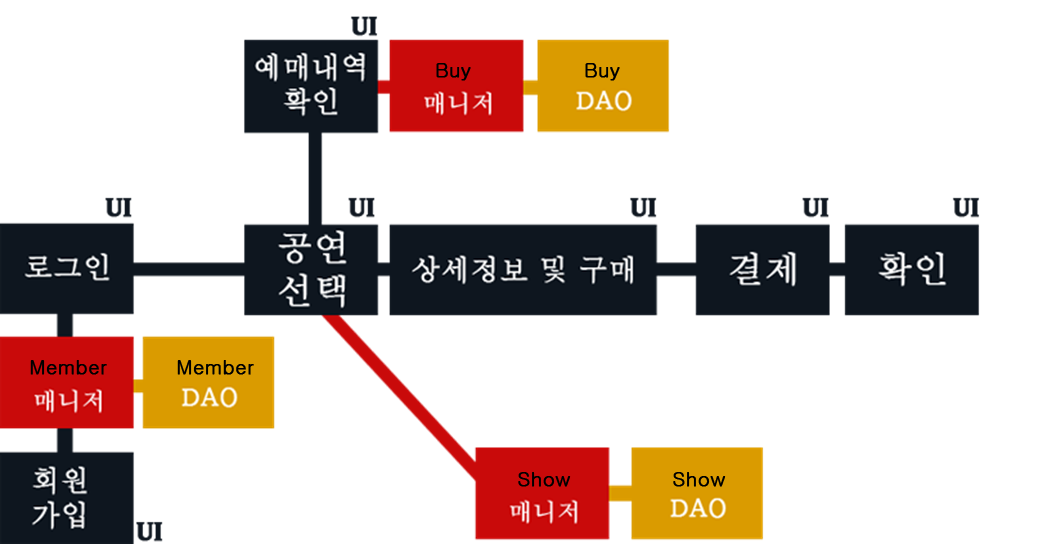 UI
예매내역
확인
Buy
매니저
Buy
DAO
UI
로그인
UI
공연
선택
UI
상세정보 및 구매
UI
결제
UI
확인
Member
매니저
Member
DAO
회원
가입
UI
Show
매니저
Show
DAO